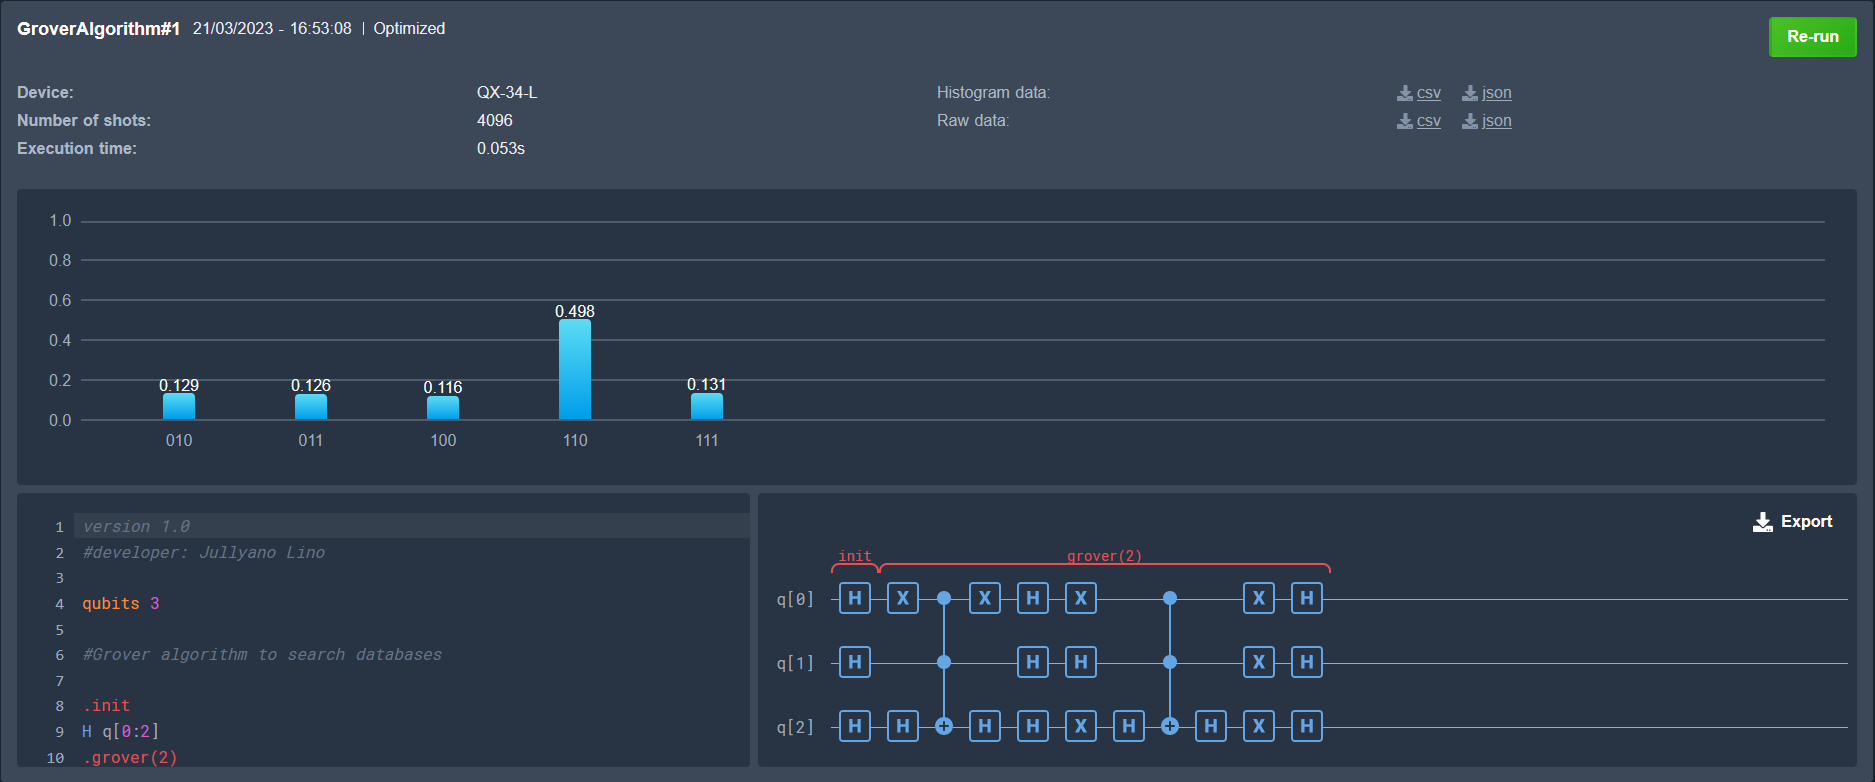 GroverAlgorithm#1 21/03/2023 - 16:53:08 | Optimized
Re-run
Device: QX-34-L Histogram data: csv json
Number of shots: 4096 Raw data: csv json
Execution time: 0.053s
1.0
0.8
0.6
0.498
0.4
0.129 0.126 0.116 0.131
0.2
0.0
010 011 100 110 111
1 version 1.0
2 #developer: Jullyano Lino
3
4 qubits 3
5
6 #Grover algorithm to search databases
7
8 .init
9 H q[0:2]
10 .grover(2)
Export
init grover(2)
q[0] H X X H X X H
q[1] H H H X H
q[2] H H H H X H H X H